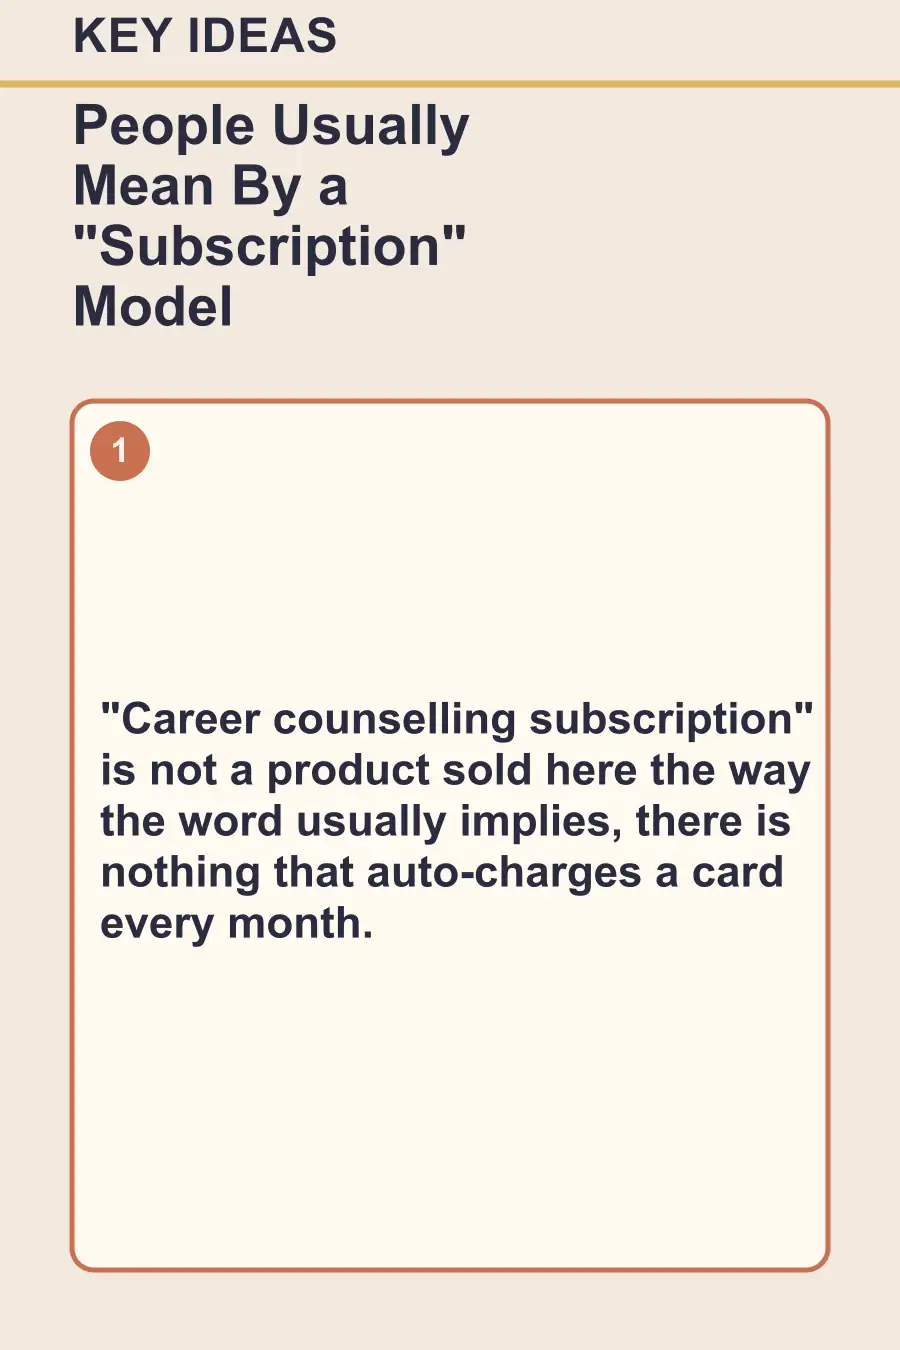 KEY IDEAS
People Usually
Mean By a
"Subscription"
Model
1
"Career counselling subscription"
is not a product sold here the way
the word usually implies, there is
nothing that auto-charges a card
every month.